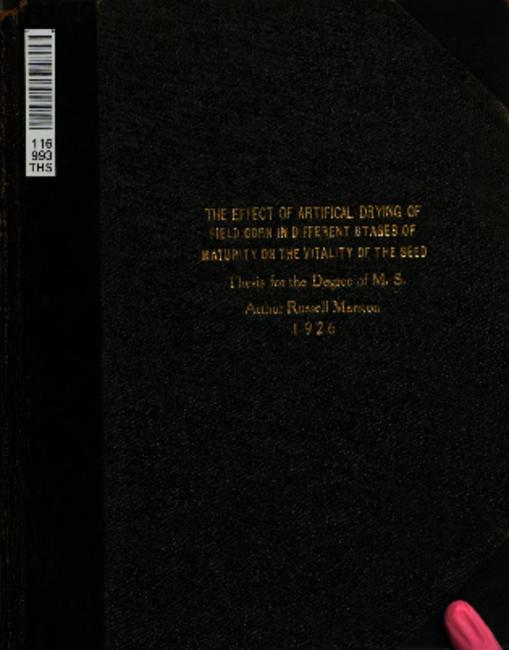 116
993
THS
THE EFFECT OF ARTIFICAL DRYING OF
FIELD CORN IN DIFFERENT STAGES OF
MATURITY ON THE VITALITY OF THE SEED
Thesis for the Degree of M. S.
Arthur Russell Marston
1926